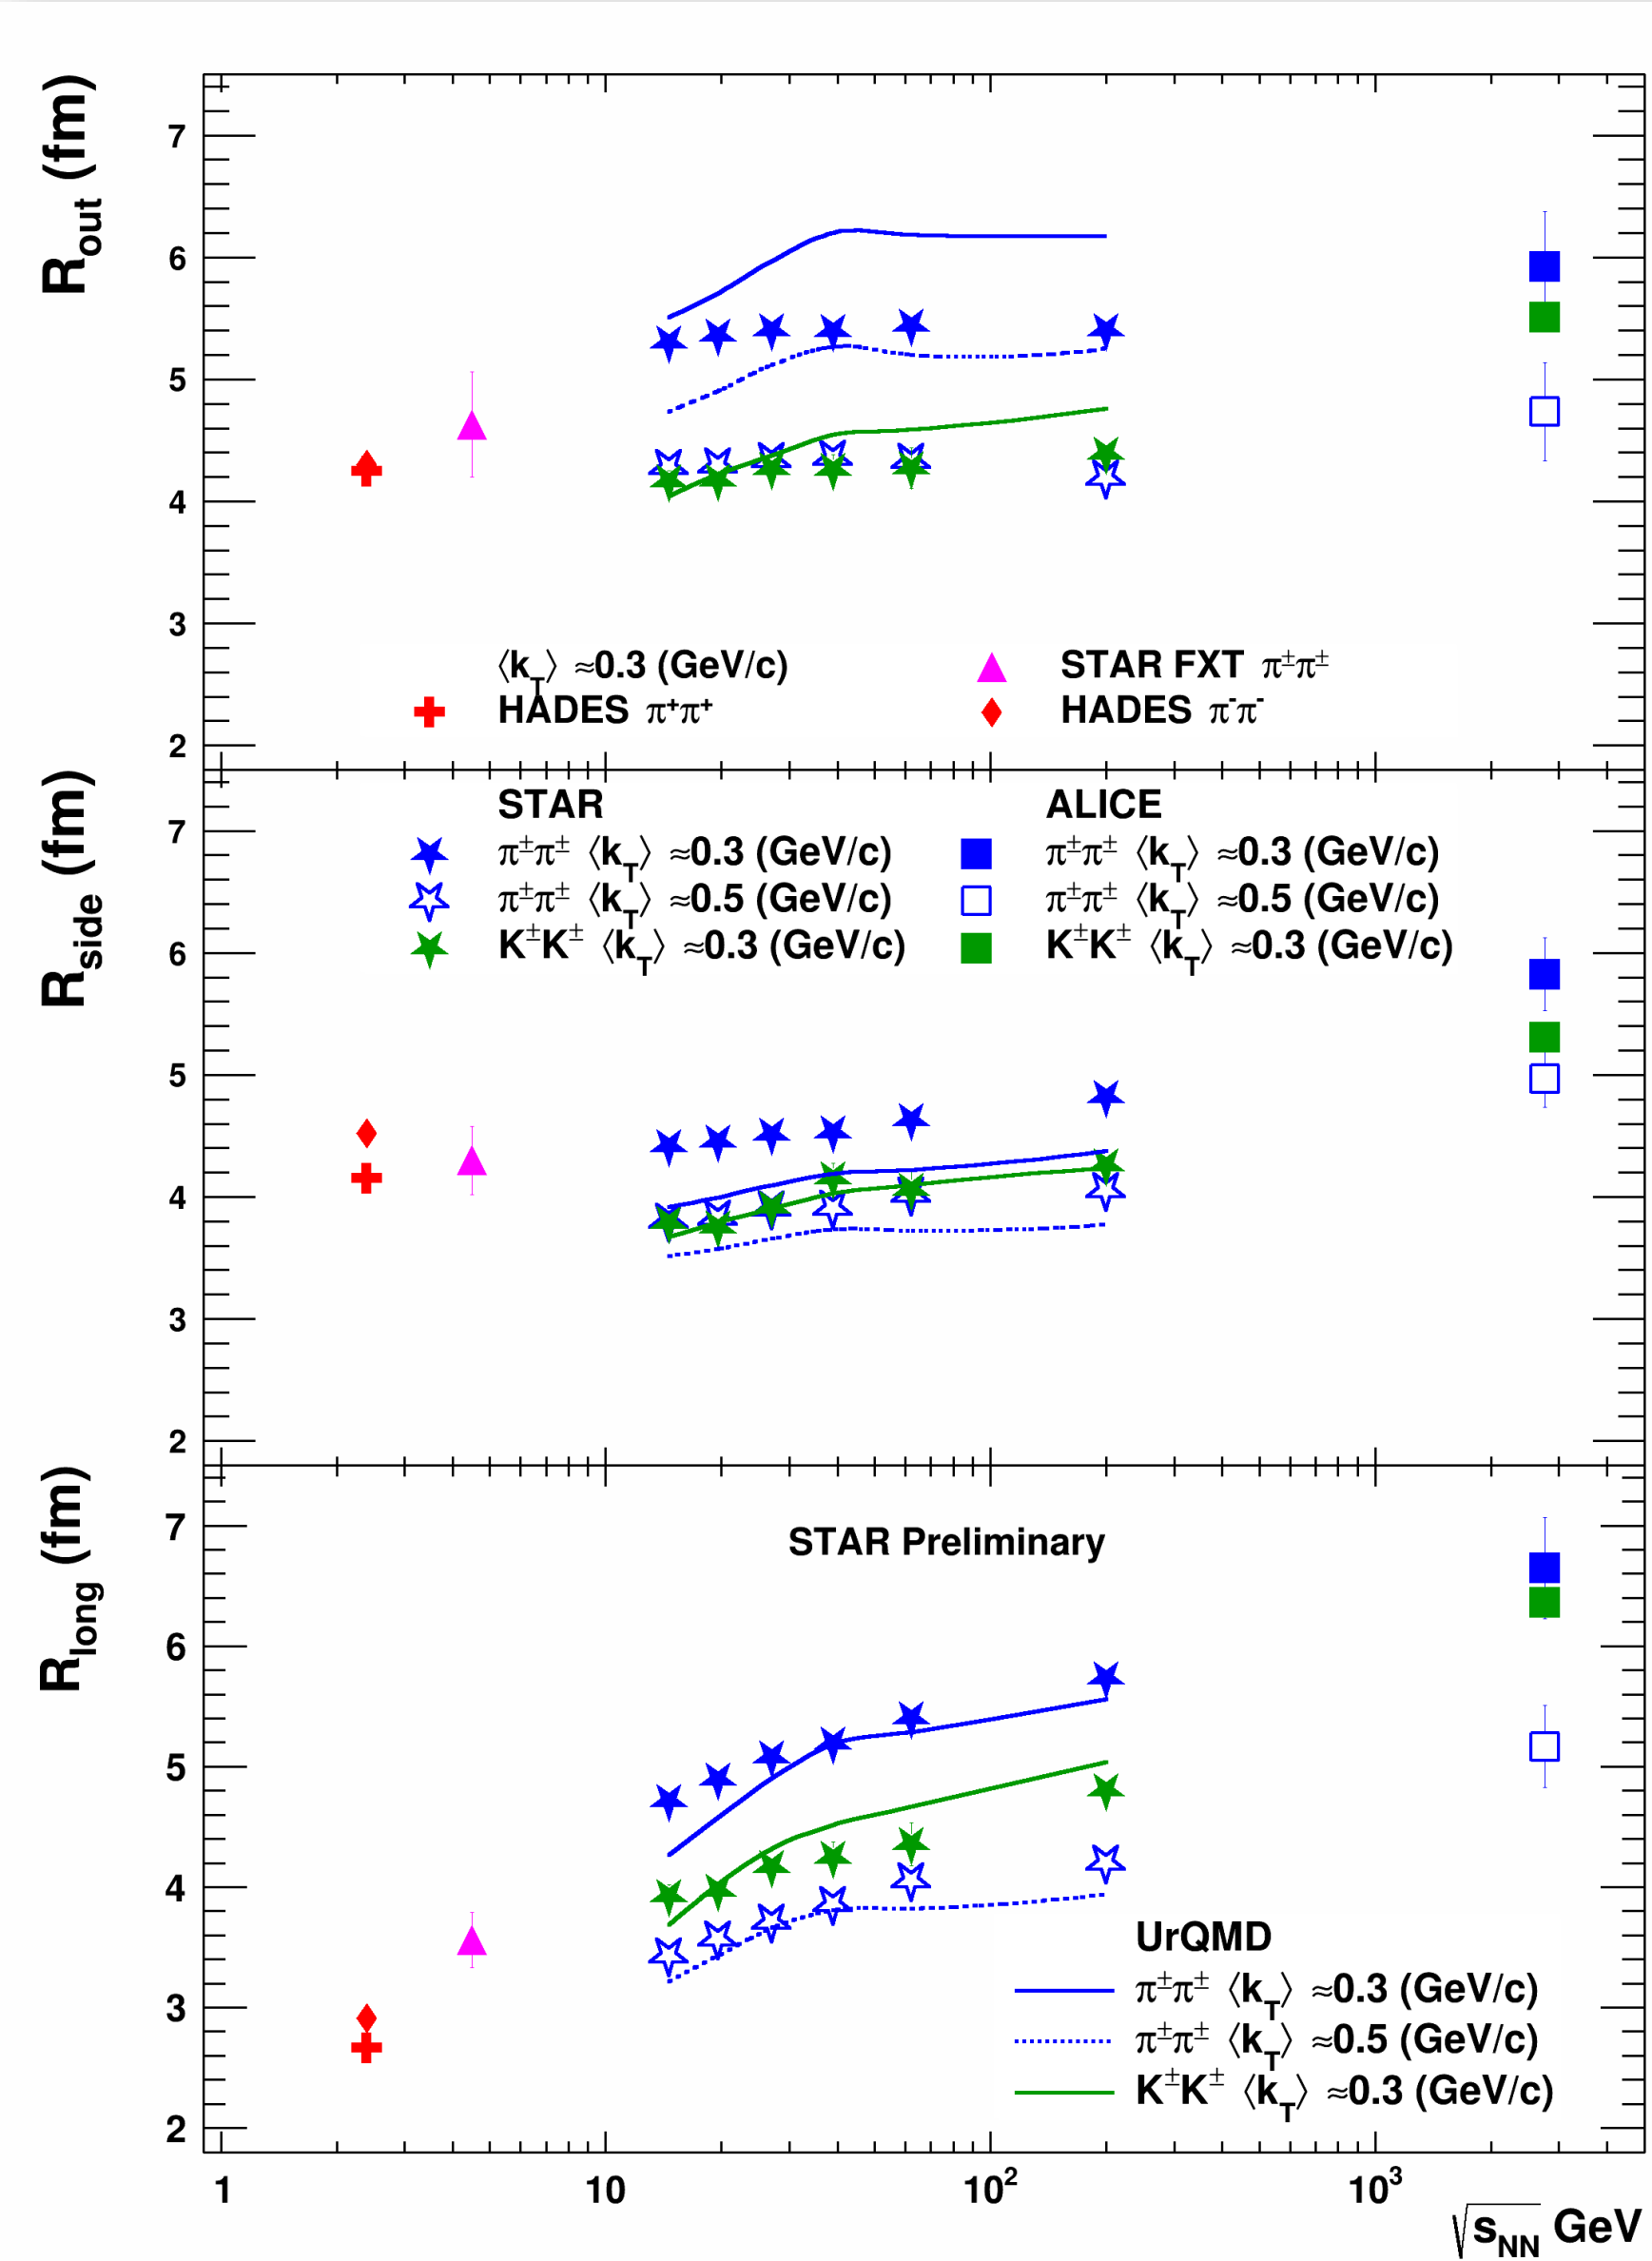 R_out (fm)
7
6
5
4
3
2
⟨k_T⟩ ≈0.3 (GeV/c)
STAR FXT π±π±
HADES π⁺π⁺
HADES π⁻π⁻
R_side (fm)
7
6
5
4
3
2
STAR
ALICE
π±π± ⟨k_T⟩ ≈0.3 (GeV/c)
π±π± ⟨k_T⟩ ≈0.3 (GeV/c)
π±π± ⟨k_T⟩ ≈0.5 (GeV/c)
π±π± ⟨k_T⟩ ≈0.5 (GeV/c)
K±K± ⟨k_T⟩ ≈0.3 (GeV/c)
K±K± ⟨k_T⟩ ≈0.3 (GeV/c)
R_long (fm)
7
6
5
4
3
2
STAR Preliminary
UrQMD
π±π± ⟨k_T⟩ ≈0.3 (GeV/c)
π±π± ⟨k_T⟩ ≈0.5 (GeV/c)
K±K± ⟨k_T⟩ ≈0.3 (GeV/c)
1 10 10² 10³
√s_NN GeV